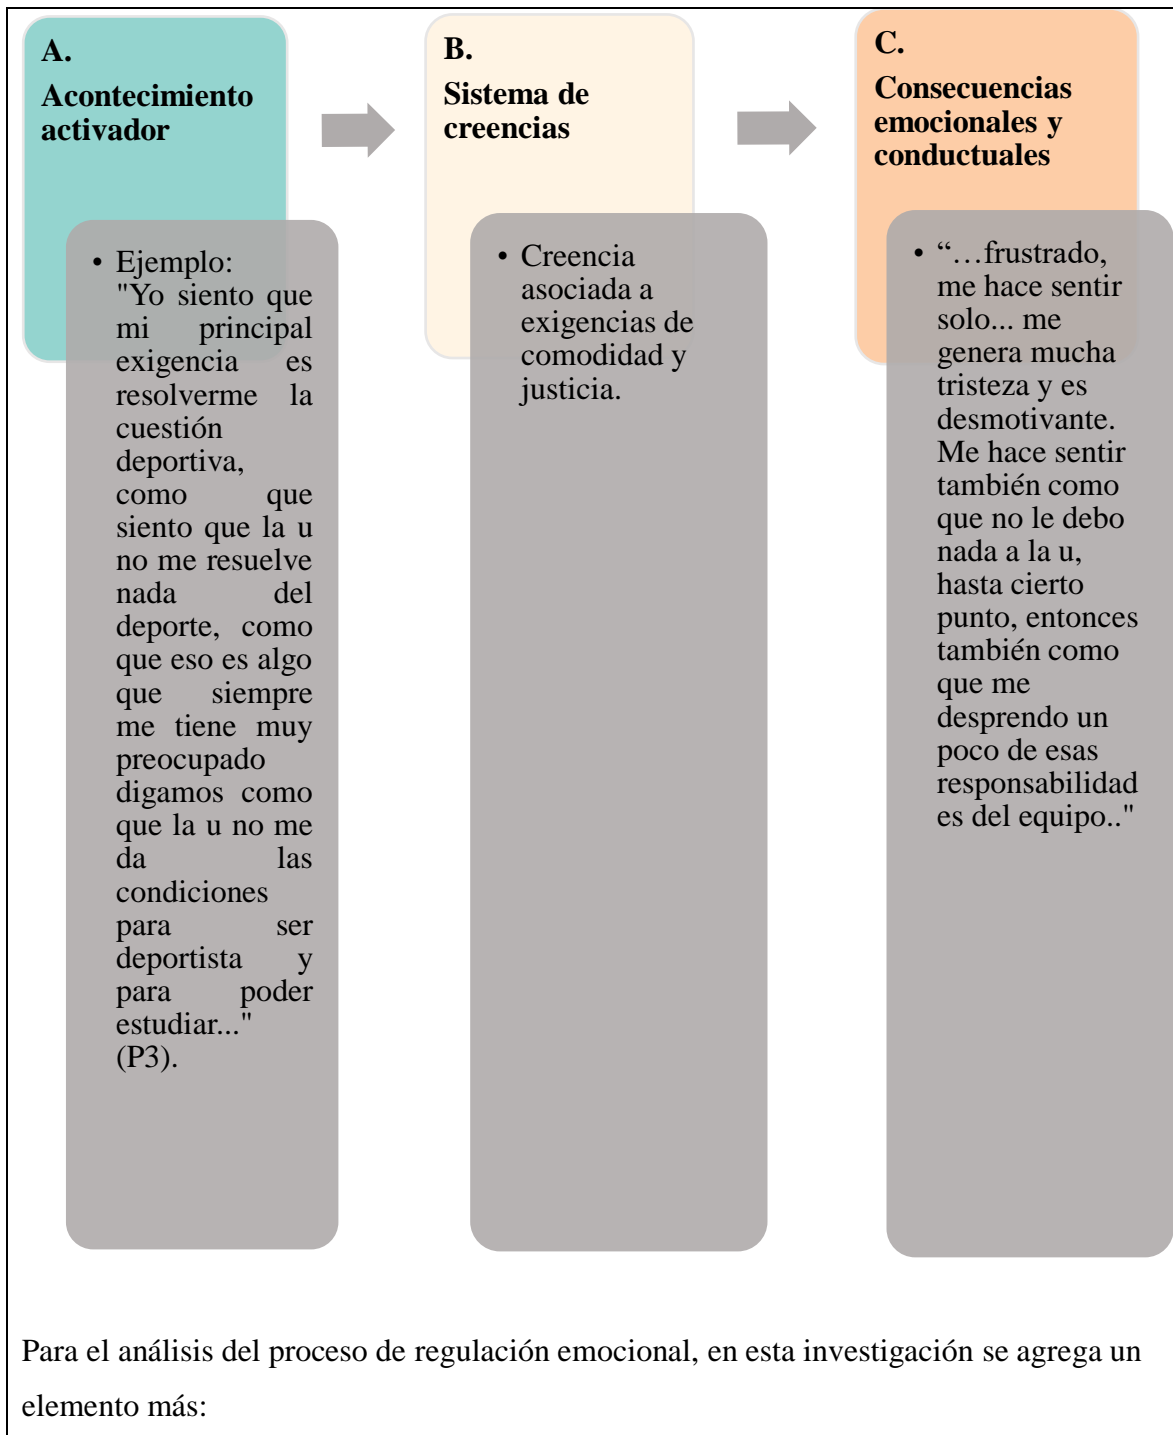 A.
Acontecimiento
activador
• Ejemplo:
"Yo siento que
mi principal
exigencia es
resolverme la
cuestión
deportiva,
como que
siento que la u
no me resuelve
nada del
deporte, como
que eso es algo
que siempre
me tiene muy
preocupado
digamos como
que la u no me
da las
condiciones
para ser
deportista y
para poder
estudiar..."
(P3).
B.
Sistema de
creencias
• Creencia
asociada a
exigencias de
comodidad y
justicia.
C.
Consecuencias
emocionales y
conductuales
• “…frustrado,
me hace sentir
solo... me
genera mucha
tristeza y es
desmotivante.
Me hace sentir
también como
que no le debo
nada a la u,
hasta cierto
punto, entonces
también como
que me
desprendo un
poco de esas
responsabilidad
es del equipo.."
Para el análisis del proceso de regulación emocional, en esta investigación se agrega un
elemento más: